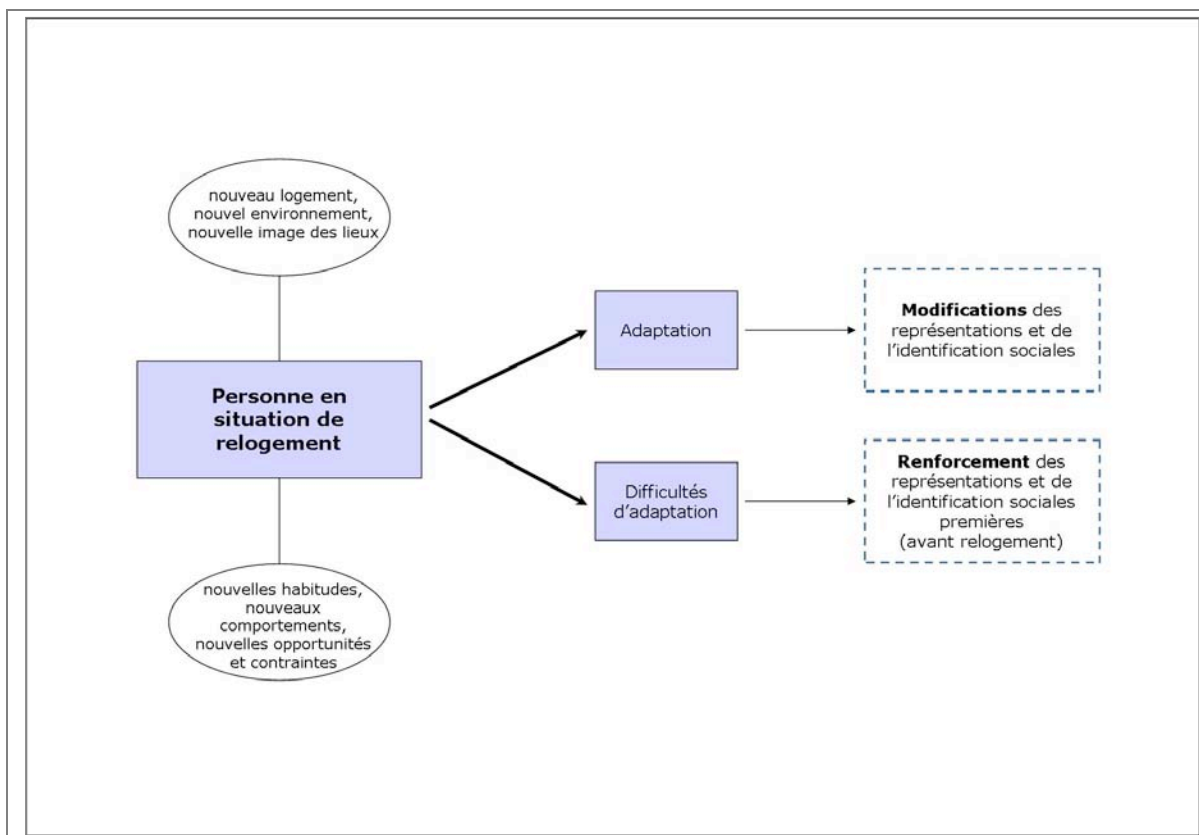 nouveau logement,
nouvel environnement,
nouvelle image des lieux
Personne en
situation de
relogement
nouvelles habitudes,
nouveaux
comportements,
nouvelles opportunités
et contraintes
Adaptation
Difficultés
d'adaptation
Modifications des
représentations et de
l'identification sociales
Renforcement des
représentations et de
l'identification sociales
premières
(avant relogement)